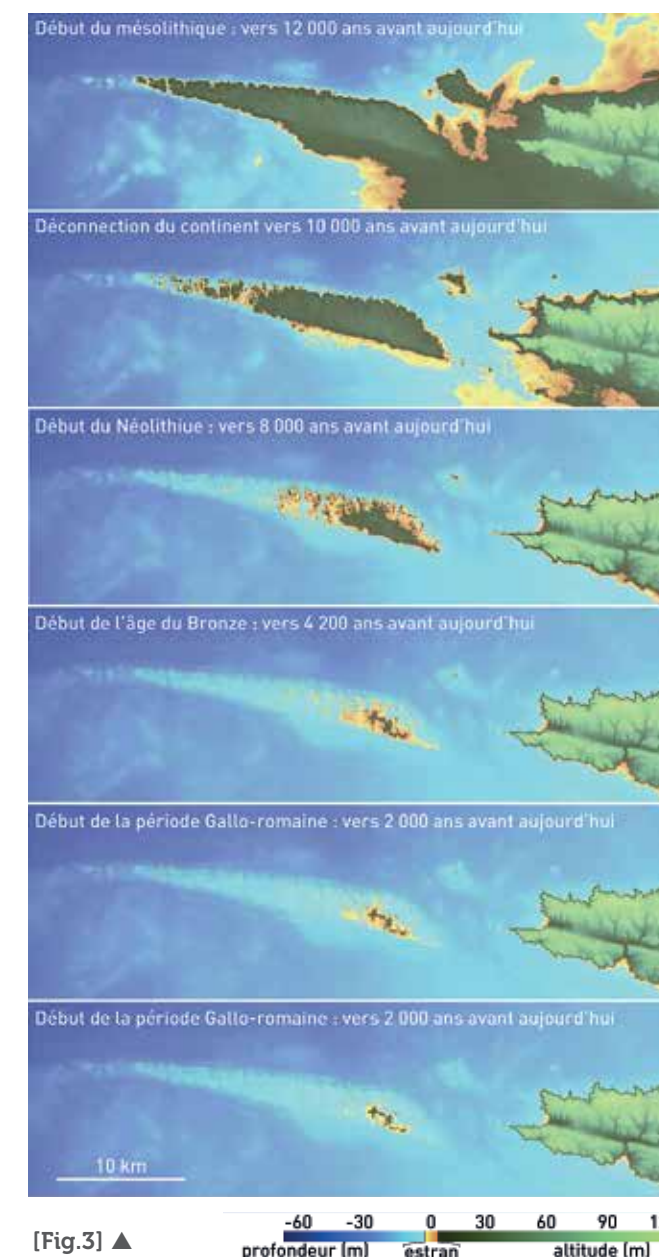 Début du mésolithique : vers 12 000 ans avant aujourd'hui
Déconnection du continent vers 10 000 ans avant aujourd'hui
Début du Néolithiue : vers 8 000 ans avant aujourd'hui
Début de l'âge du Bronze : vers 4 200 ans avant aujourd'hui
Début de la période Gallo-romaine : vers 2 000 ans avant aujourd'hui
Début de la période Gallo-romaine : vers 2 000 ans avant aujourd'hui
10 km
[Fig.3] ▲
-60 -30 0 30 60 90
profondeur (m) estran altitude (m)